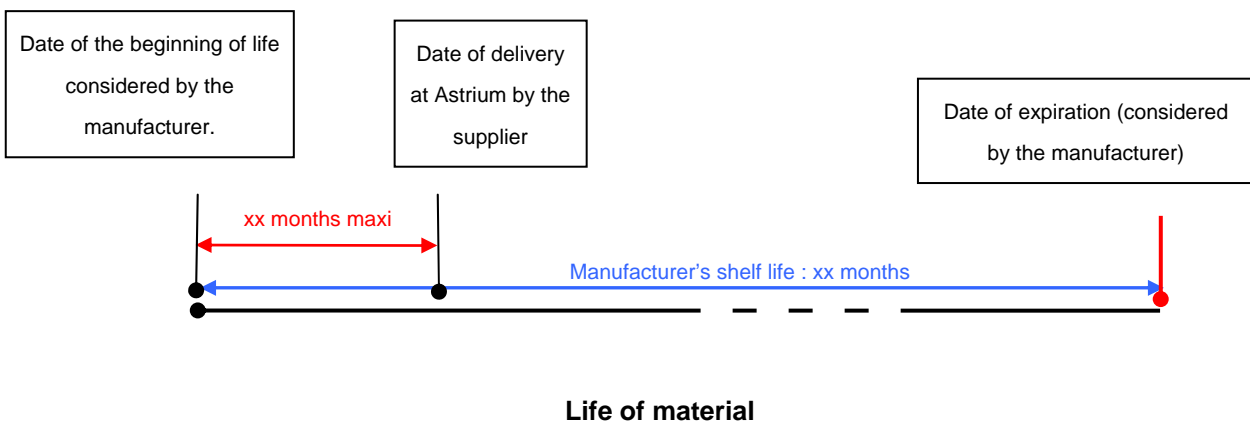 Date of the beginning of life
considered by the
manufacturer.
Date of delivery
at Astrium by the
supplier
Date of expiration (considered
by the manufacturer)
xx months maxi
Manufacturer’s shelf life : xx months
Life of material